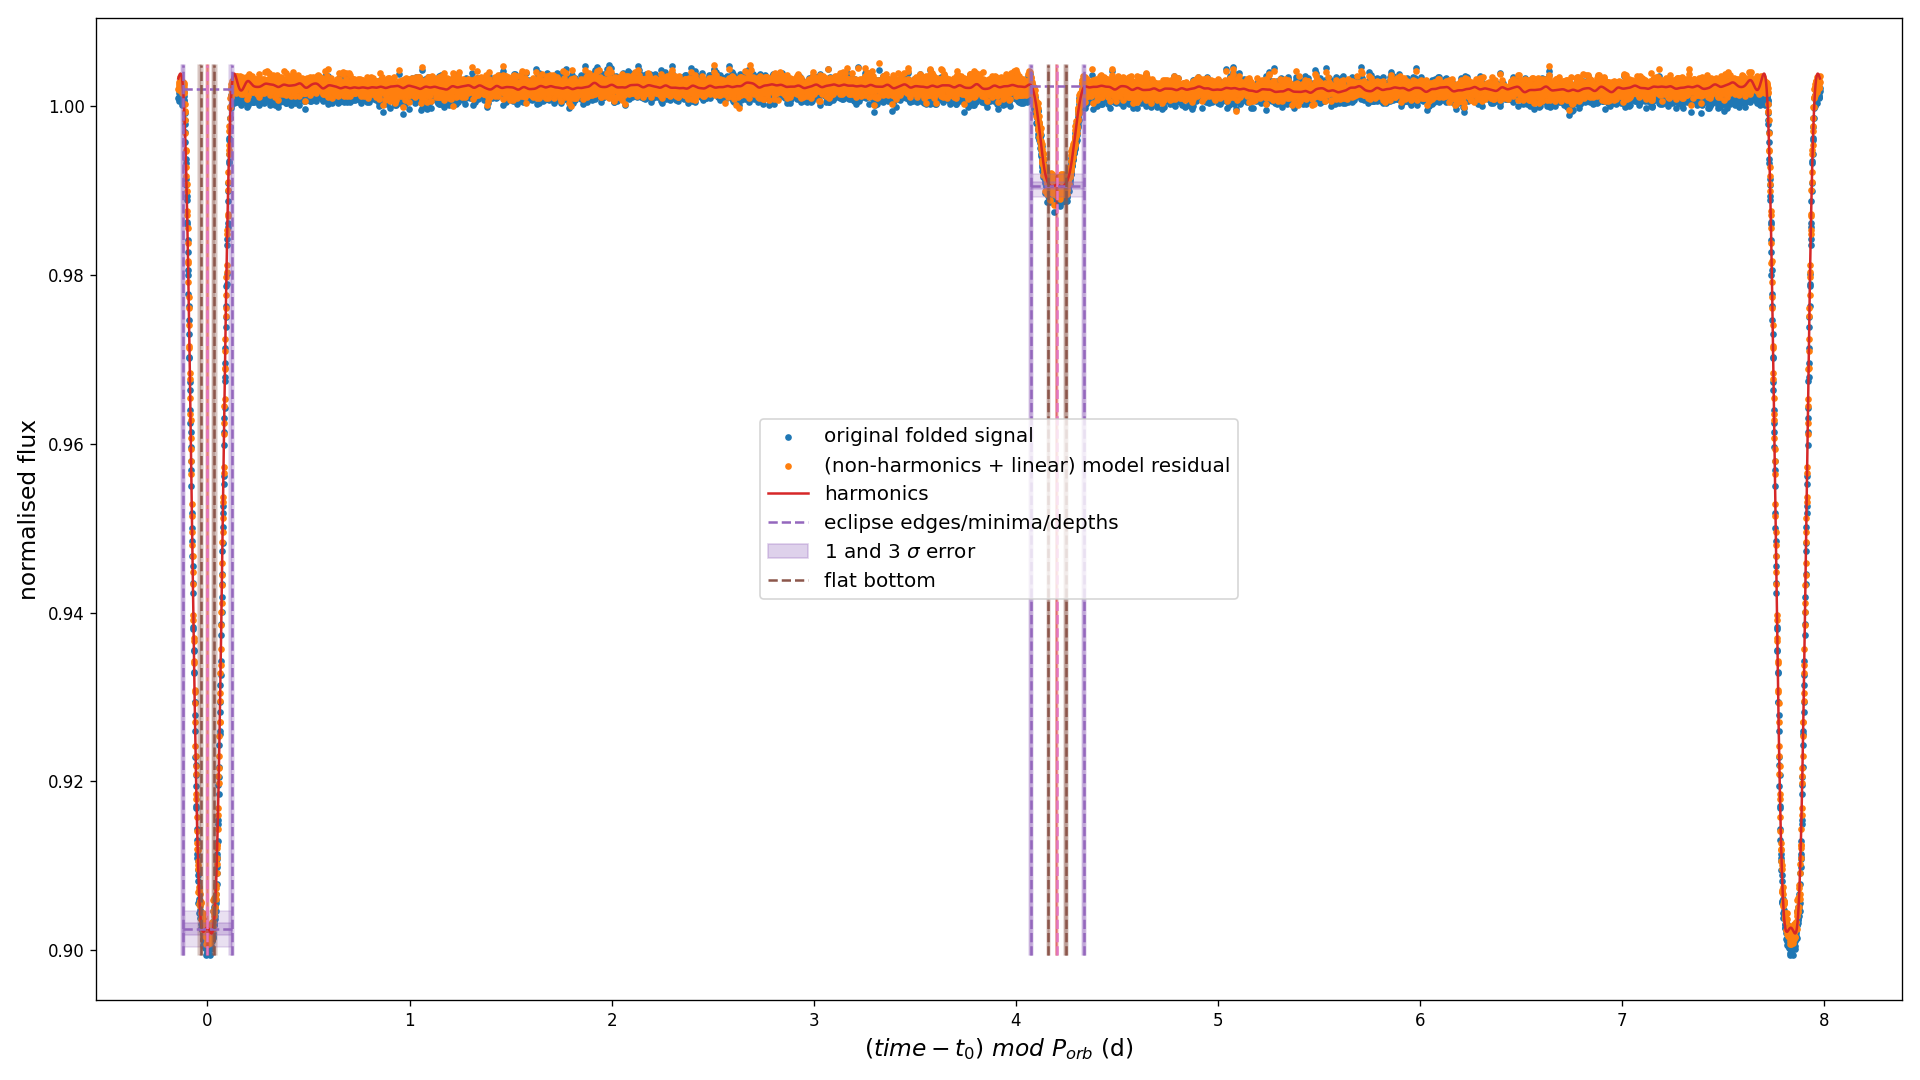 normalised flux
1.00
0.98
0.96
0.94
0.92
0.90
original folded signal
(non-harmonics + linear) model residual
harmonics
eclipse edges/minima/depths
1 and 3 σ error
flat bottom
0 1 2 3 4 5 6 7 8
(time − t₀) mod Pₒᵣb (d)